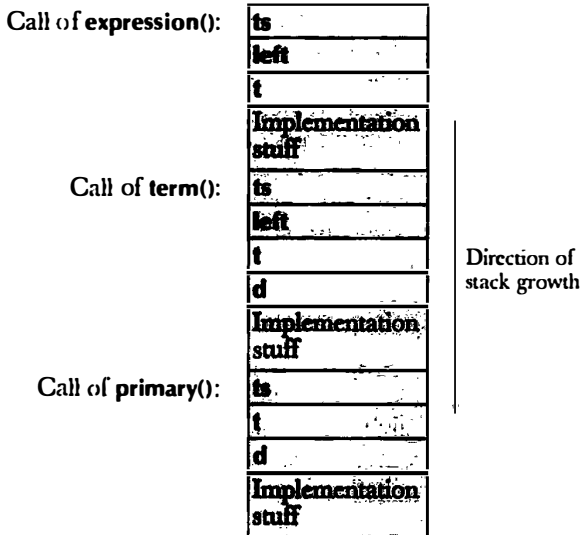 Call of expression():
ts
left
t
Implementation
stuff
Call of term():
ts
left
t
d
Implementation
stuff
Call of primary():
ts
t
d
Implementation
stuff
Direction of
stack growth